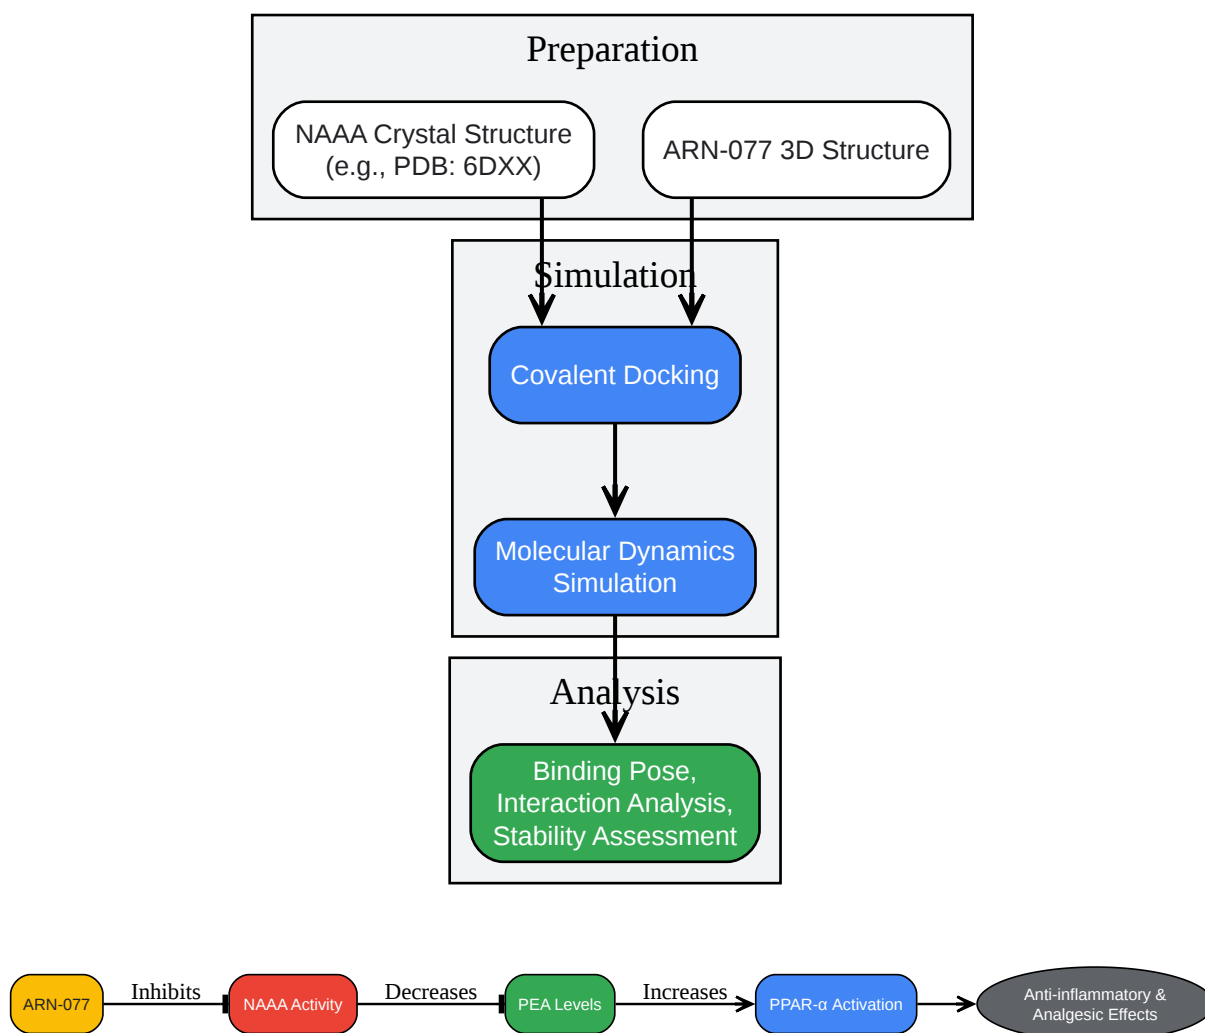 Preparation
NAAA Crystal Structure
(e.g., PDB: 6DXX)
ARN-077 3D Structure
Simulation
Covalent Docking
Molecular Dynamics
Simulation
Analysis
Binding Pose,
Interaction Analysis,
Stability Assessment
ARN-077
Inhibits
NAAA Activity
Decreases
PEA Levels
Increases
PPAR-α Activation
Anti-inflammatory &
Analgesic Effects